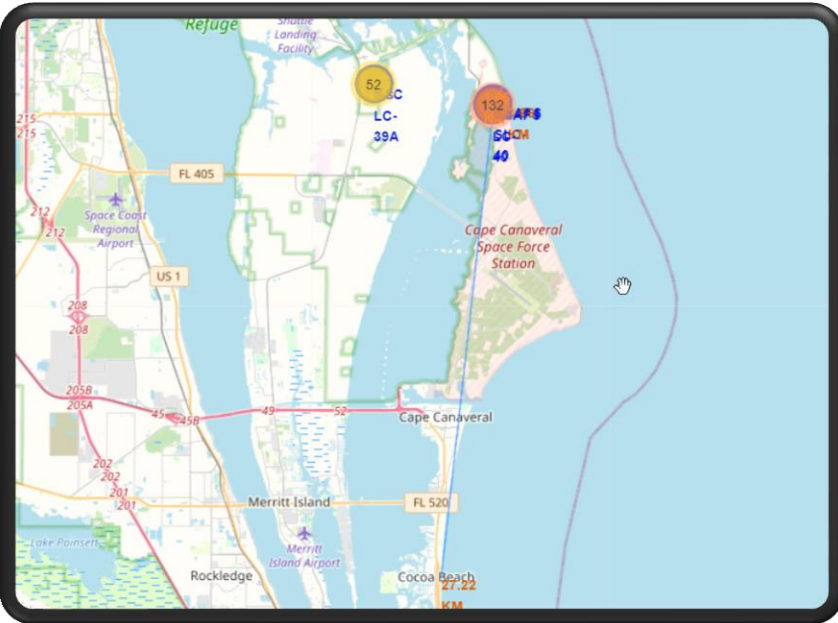 Refuge
Shuttle
Landing
Facility
52
LC-
39A
132
KM
40
215
215
FL 405
212
212
Space Coast
Regional
Airport
Cape Canaveral
Space Force
Station
US 1
208
208
205B
205A
45
45B
49
52
Cape Canaveral
202
202
201
201
Merritt Island
FL 520
Lake Poinsett
Merritt
Island Airport
Rockledge
Cocoa Beach
27.22
KM